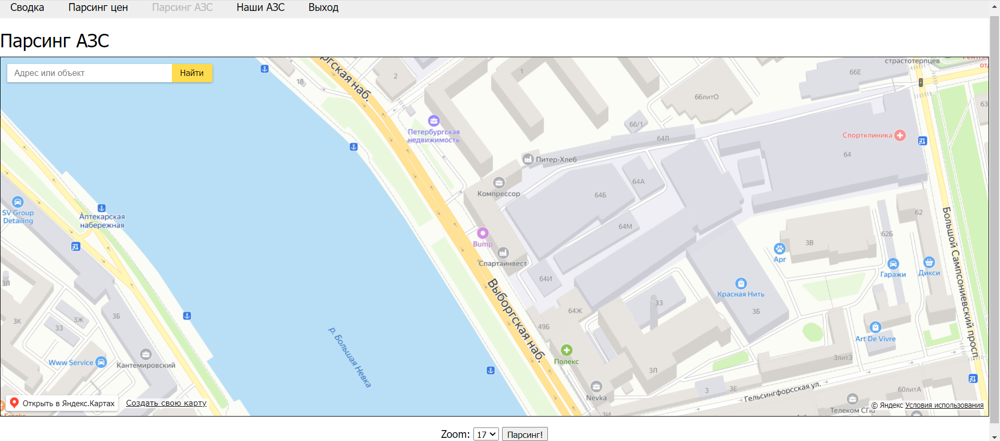 Сводка
Парсинг цен
Парсинг АЗС
Наши АЗС
Выход
Парсинг АЗС
Адрес или объект
Найти
Выборгская наб.
18
2
1
страстотерпцев
66Е
66литО
63
66/1
64Л
Петербургская
недвижимость
Спортклиника
64
Питер-Хлеб
64А
Компрессор
64Б
SV Group
Detailing
Аптекарская
набережная
62
64М
62Б
3В
Bump
Арг
Спартаинвест
Гаражи
Дикси
64И
3Л
Красная Нить
33
Большой Сампсониевский просп.
Выборгская наб.
64Ж
3Б
3К
3Ж
3Б
33
49Б
р. Большая Невка
Art De Vivre
Полекс
Www Service
Кантемировский
3литЗ
3Л
3
3Е
Гельсингфорсская ул.
60литА
Nevka
Телеком СПб
3И
Открыть в Яндекс.Картах
Создать свою карту
© Яндекс Условия использования
Zoom: 17 Парсинг!